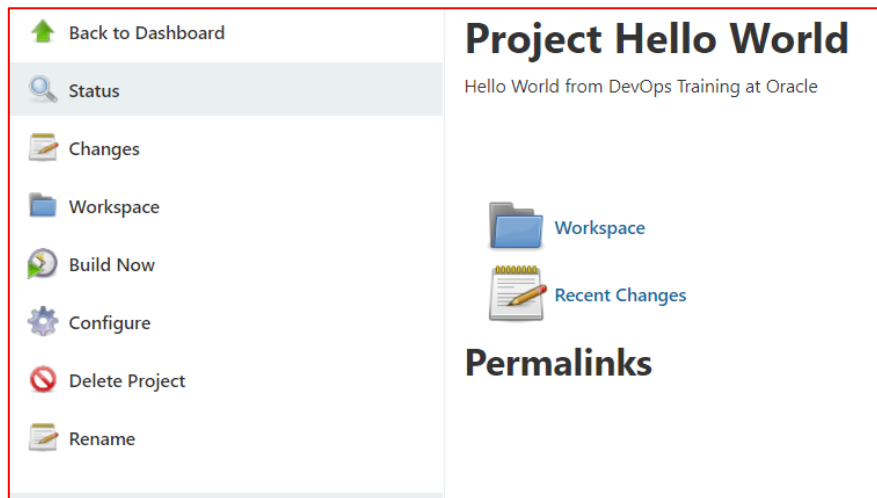 Back to Dashboard
Status
Changes
Workspace
Build Now
Configure
Delete Project
Rename
Project Hello World
Hello World from DevOps Training at Oracle
Workspace
Recent Changes
Permalinks